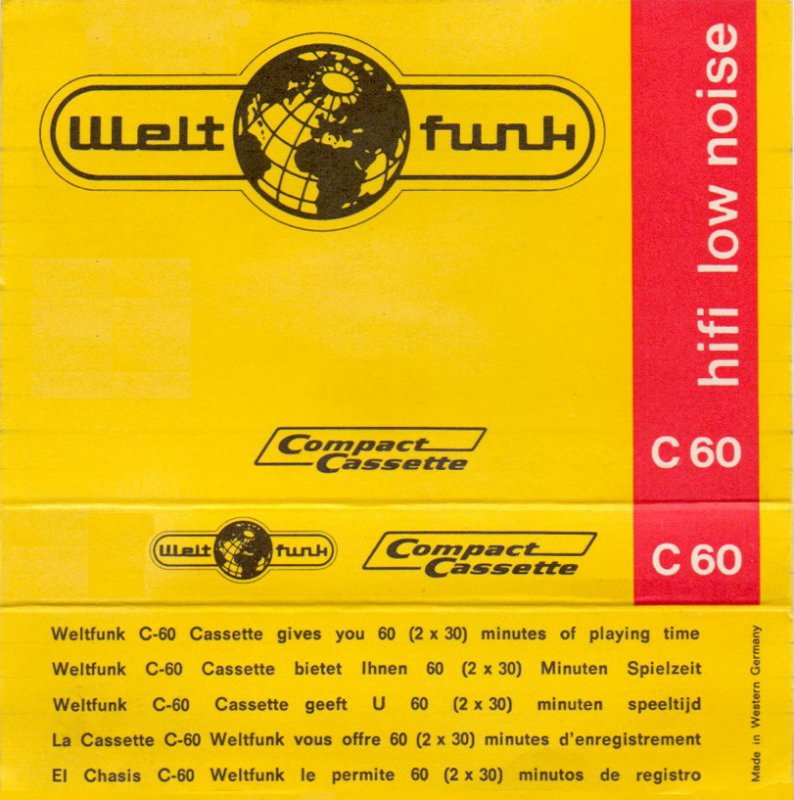 Welt funk
hifi low noise
Compact
Cassette
C 60
Welt funk
Compact
Cassette
C 60
Weltfunk C-60 Cassette gives you 60 (2 x 30) minutes of playing time
Weltfunk C-60 Cassette bietet Ihnen 60 (2 x 30) Minuten Spielzeit
Weltfunk C-60 Cassette geeft U 60 (2 x 30) minuten speeltijd
La Cassette C-60 Weltfunk vous offre 60 (2 x 30) minutes d'enregistrement
El Chasis C-60 Weltfunk le permite 60 (2 x 30) minutos de registro
Made in Western Germany